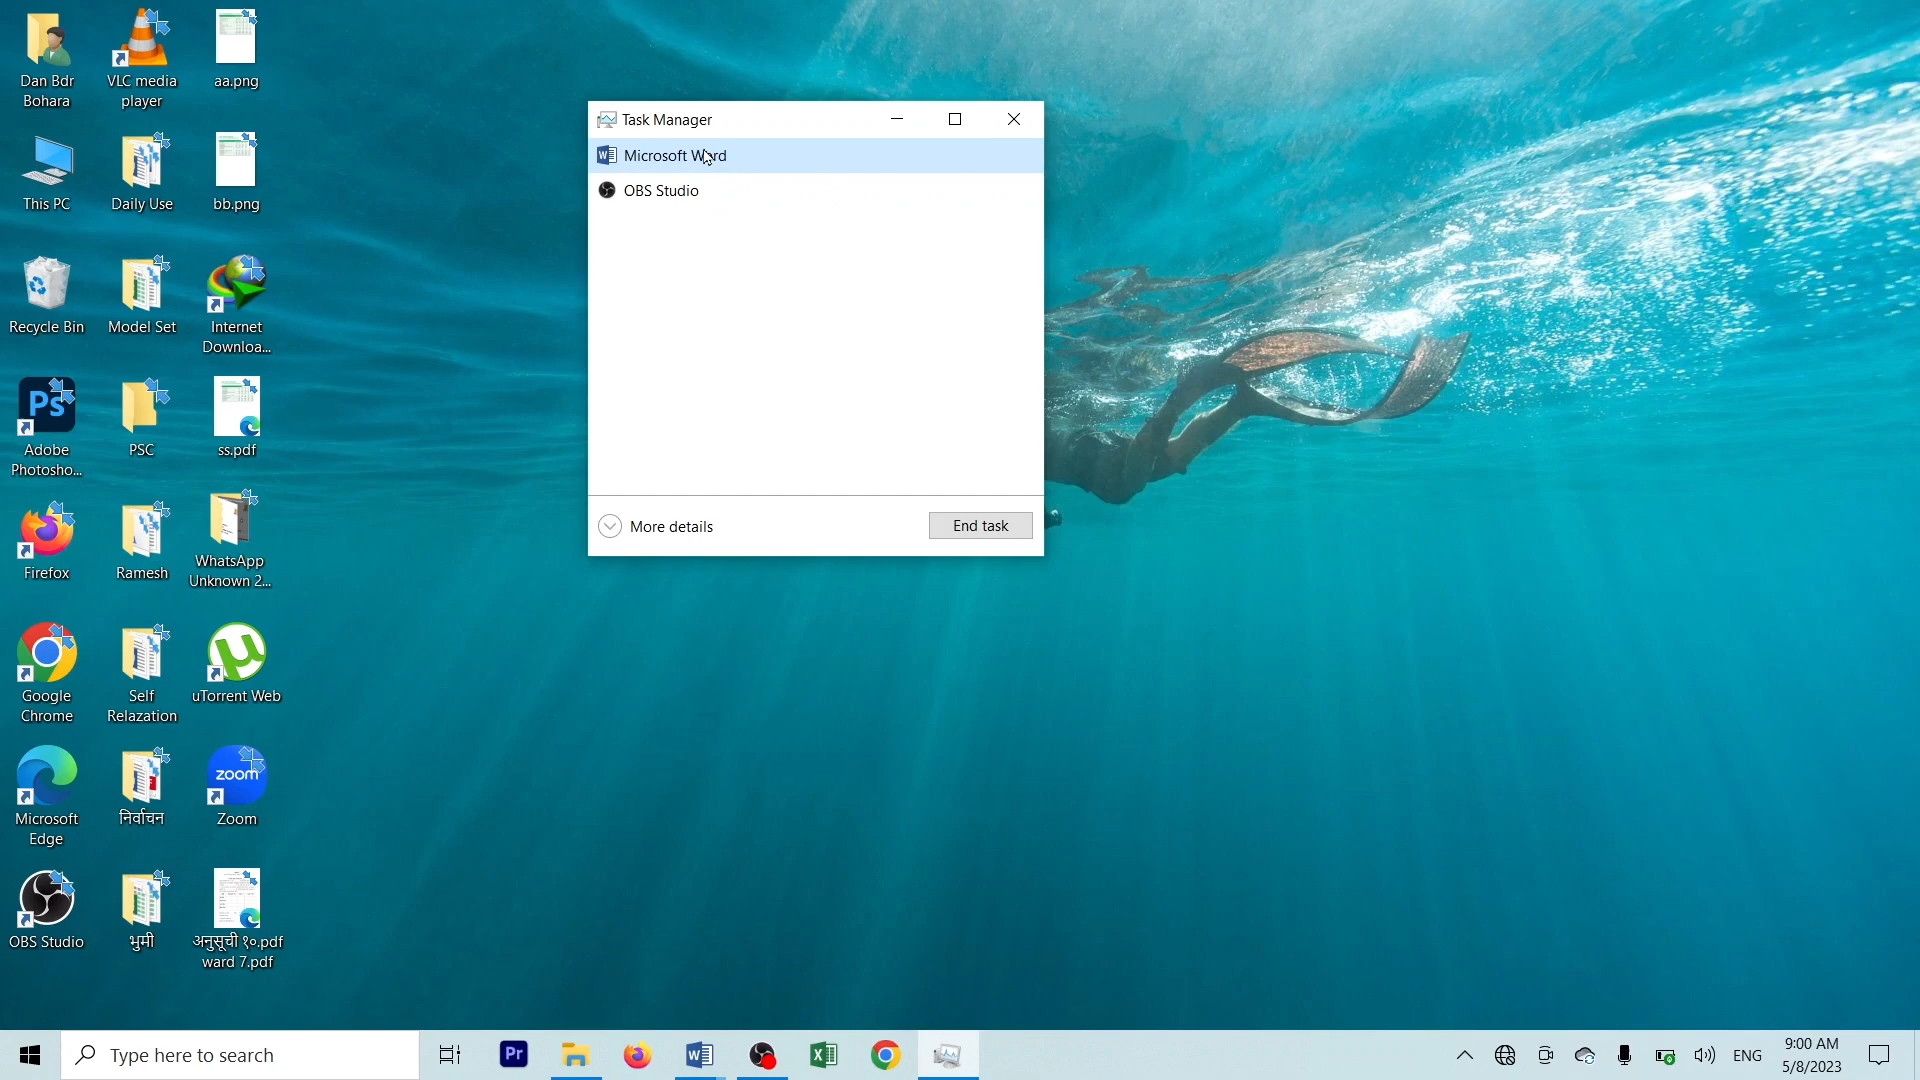 Dan Bdr
Bohara
VLC media
player
aa.png
This PC
Daily Use
bb.png
Recycle Bin
Model Set
Internet
Downloa...
Ps
Adobe
Photosho...
PSC
ss.pdf
Firefox
Ramesh
WhatsApp
Unknown 2...
Google
Chrome
Self
Relazation
uTorrent Web
Microsoft
Edge
निर्वाचन
zoom
Zoom
OBS Studio
भुमी
अनुसूची १०.pdf
ward 7.pdf
Task Manager
Microsoft Word
OBS Studio
More details
End task
Type here to search
Pr
ENG
9:00 AM
5/8/2023